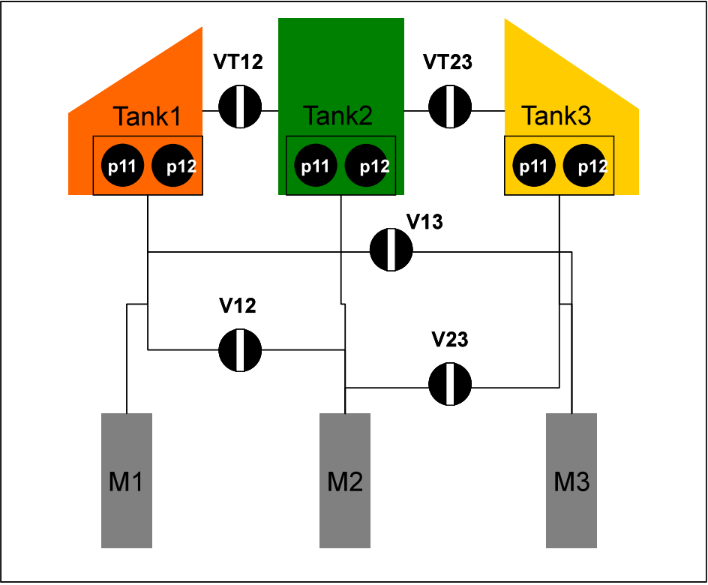 VT12 VT23
Tank1 Tank2 Tank3
p11 p12 p11 p12 p11 p12
V13
V12
V23
M1 M2 M3